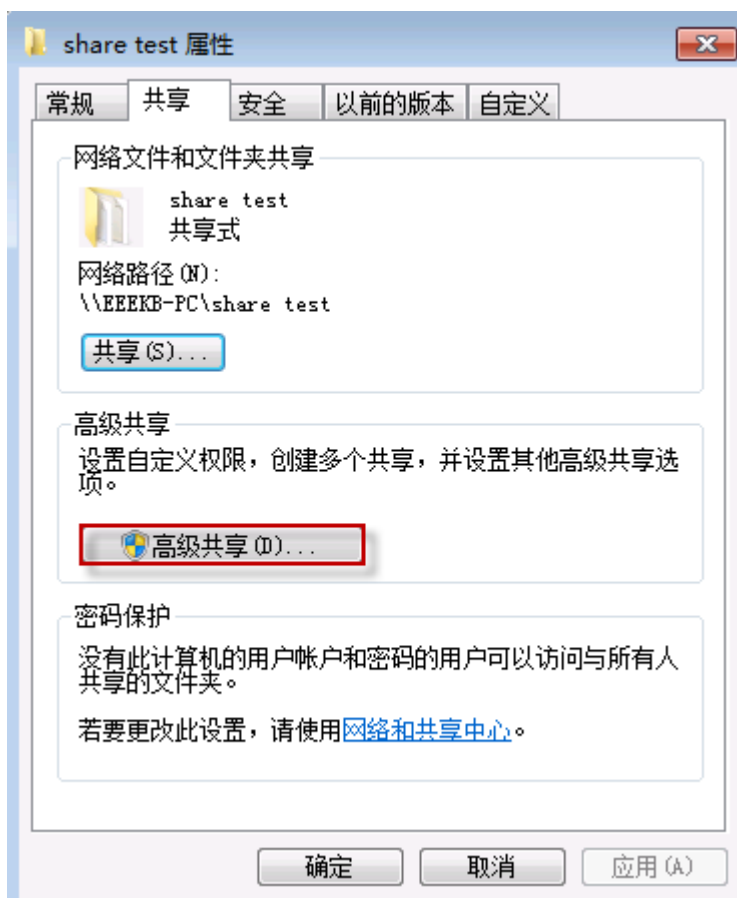 share test 属性
常规 共享 安全 以前的版本 自定义
网络文件和文件夹共享
share test
共享式
网络路径(N):
\\EEEKB-PC\share test
共享(S)...
高级共享
设置自定义权限，创建多个共享，并设置其他高级共享选
项。
高级共享(D)...
密码保护
没有此计算机的用户帐户和密码的用户可以访问与所有人
共享的文件夹。
若要更改此设置，请使用网络和共享中心。
确定 取消 应用(A)